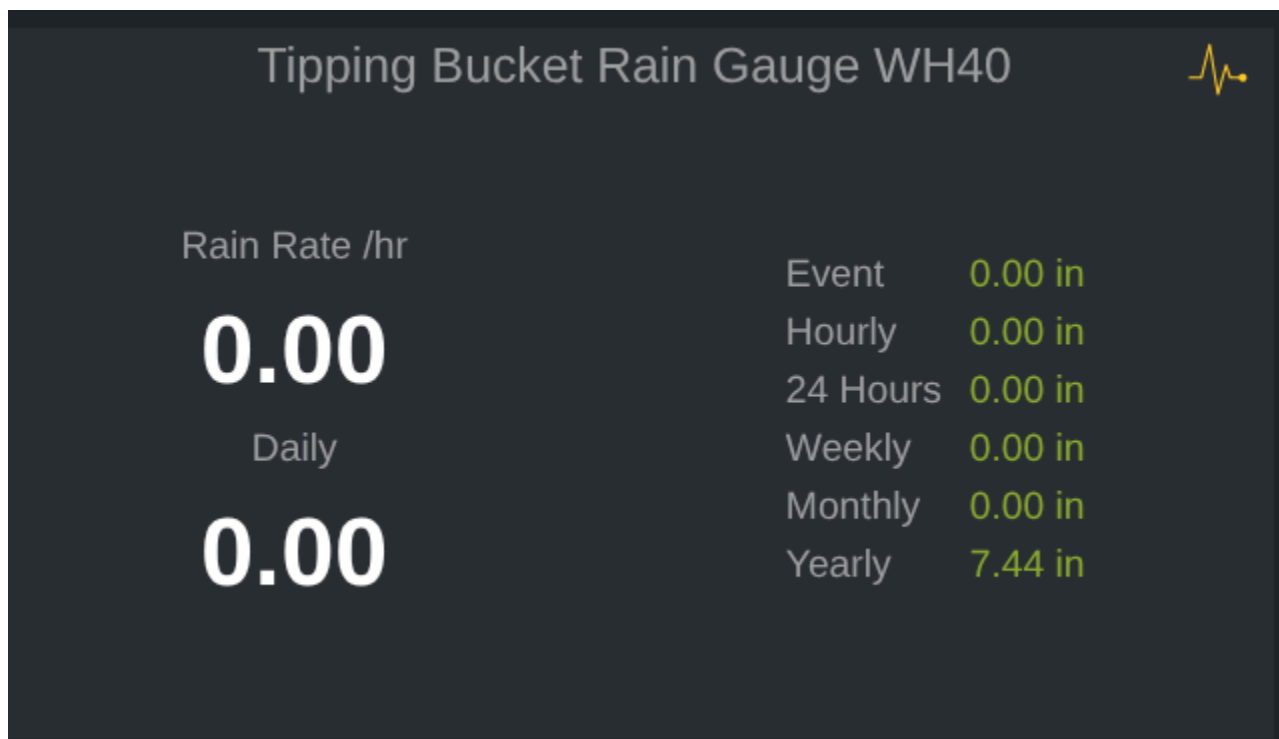 Tipping Bucket Rain Gauge WH40
Rain Rate /hr
0.00
Daily
0.00
Event 0.00 in
Hourly 0.00 in
24 Hours 0.00 in
Weekly 0.00 in
Monthly 0.00 in
Yearly 7.44 in